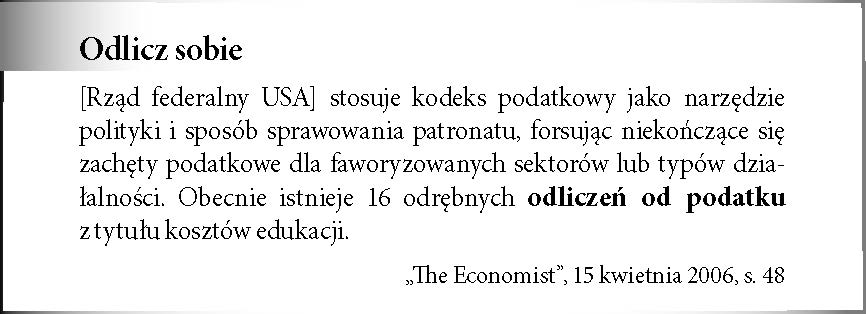 Odlicz sobie
[Rząd federalny USA] stosuje kodeks podatkowy jako narzędzie
polityki i sposób sprawowania patronatu, forsując niekończące się
zachęty podatkowe dla faworyzowanych sektorów lub typów dzia-
łalności. Obecnie istnieje 16 odrębnych odliczeń od podatku
z tytułu kosztów edukacji.
„The Economist”, 15 kwietnia 2006, s. 48